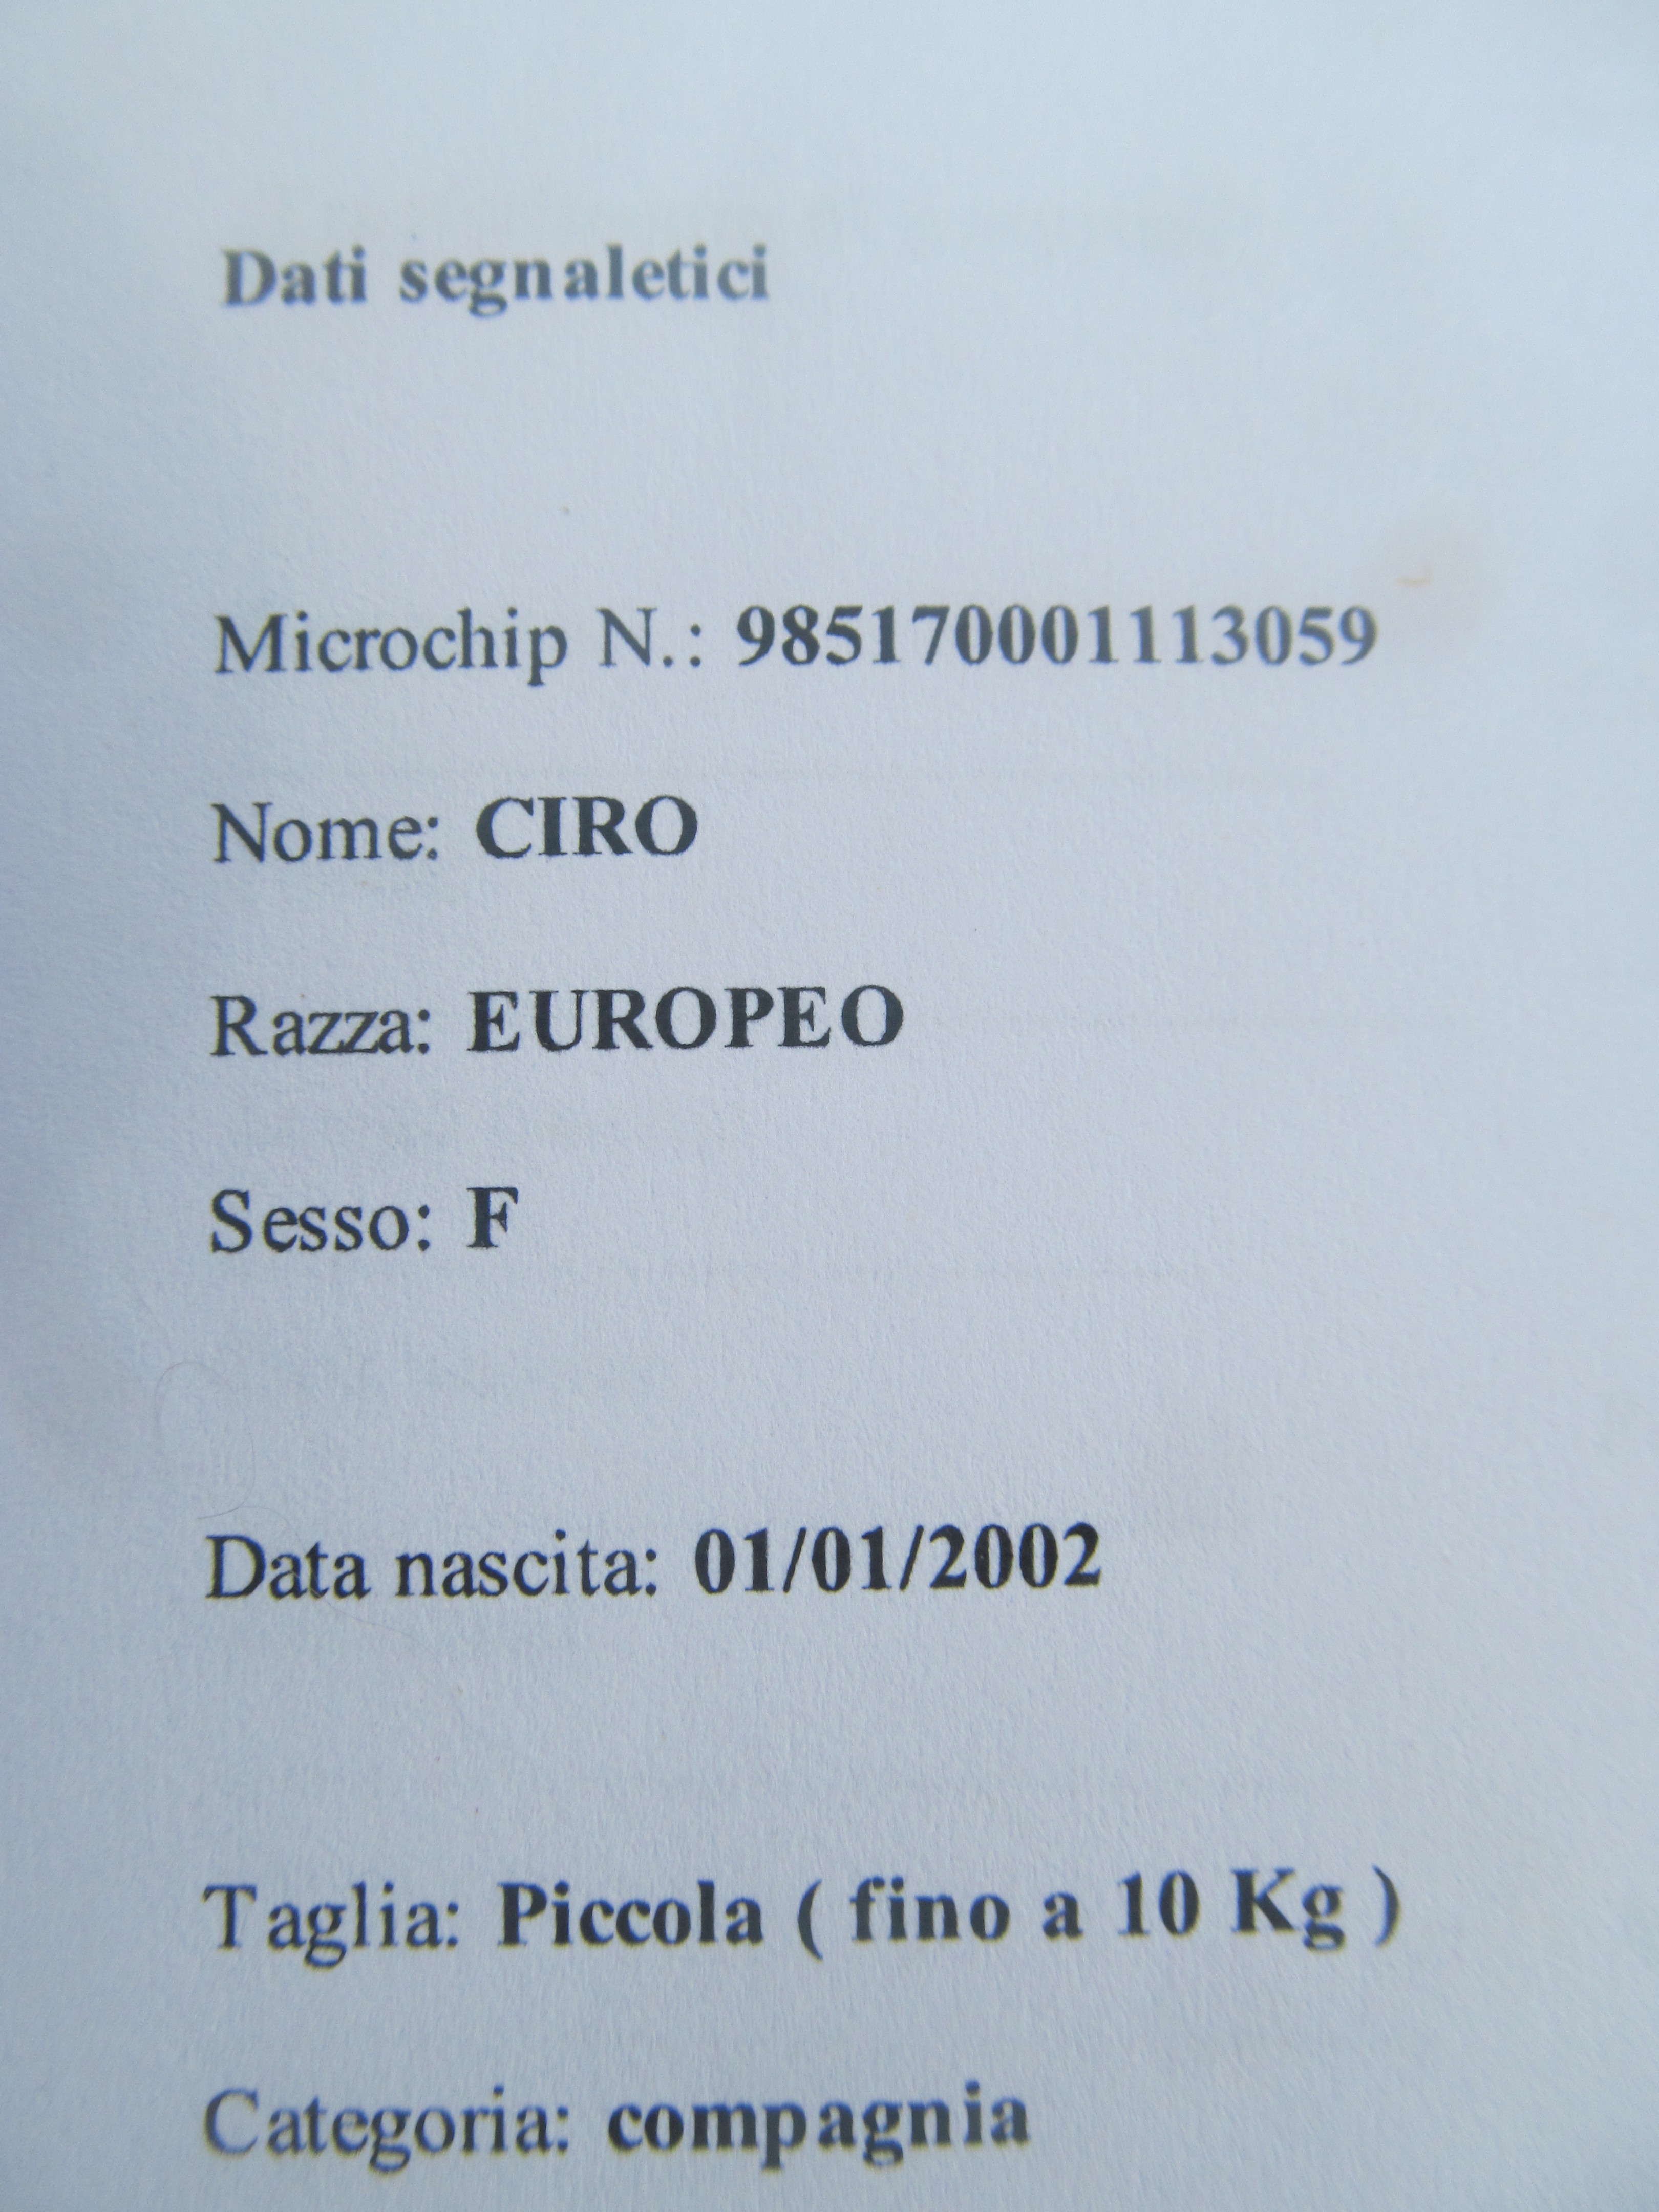 Dati segnaletici
Microchip N.: 985170001113059
Nome: CIRO
Razza: EUROPEO
Sesso: F
Data nascita: 01/01/2002
Taglia: Piccola ( fino a 10 Kg )
Categoria: compagnia